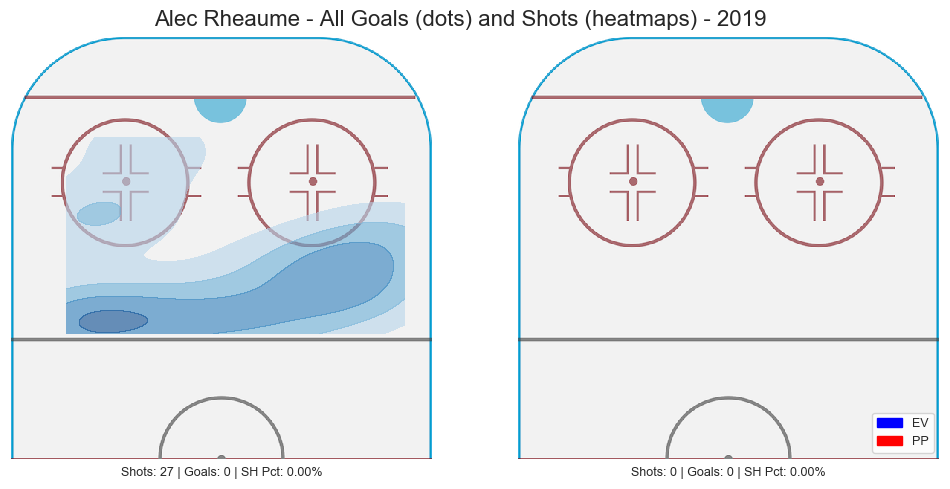 Alec Rheaume - All Goals (dots) and Shots (heatmaps) - 2019
EV
PP
Shots: 27 | Goals: 0 | SH Pct: 0.00%
Shots: 0 | Goals: 0 | SH Pct: 0.00%